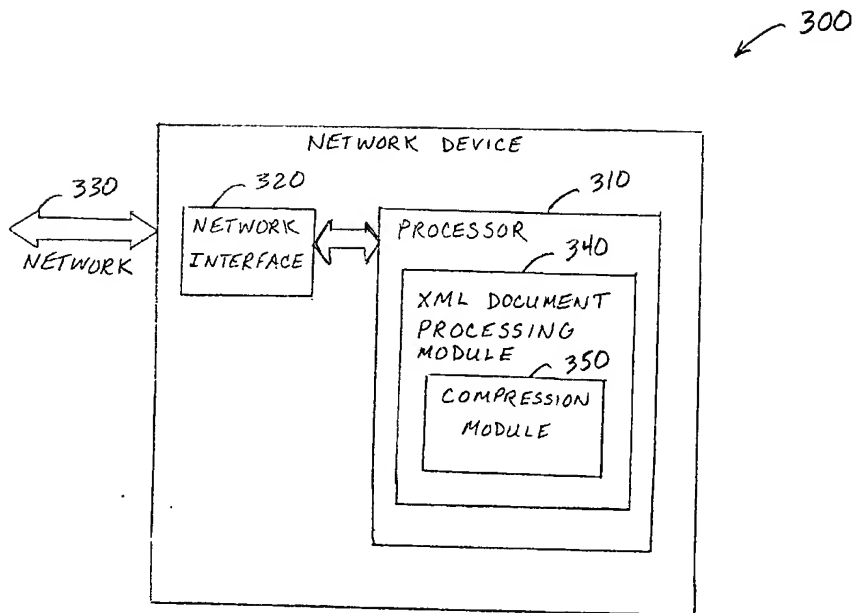 300
NETWORK DEVICE
330
320
310
NETWORK
INTERFACE
PROCESSOR
NETWORK
340
XML DOCUMENT
PROCESSING
MODULE
350
COMPRESSION
MODULE